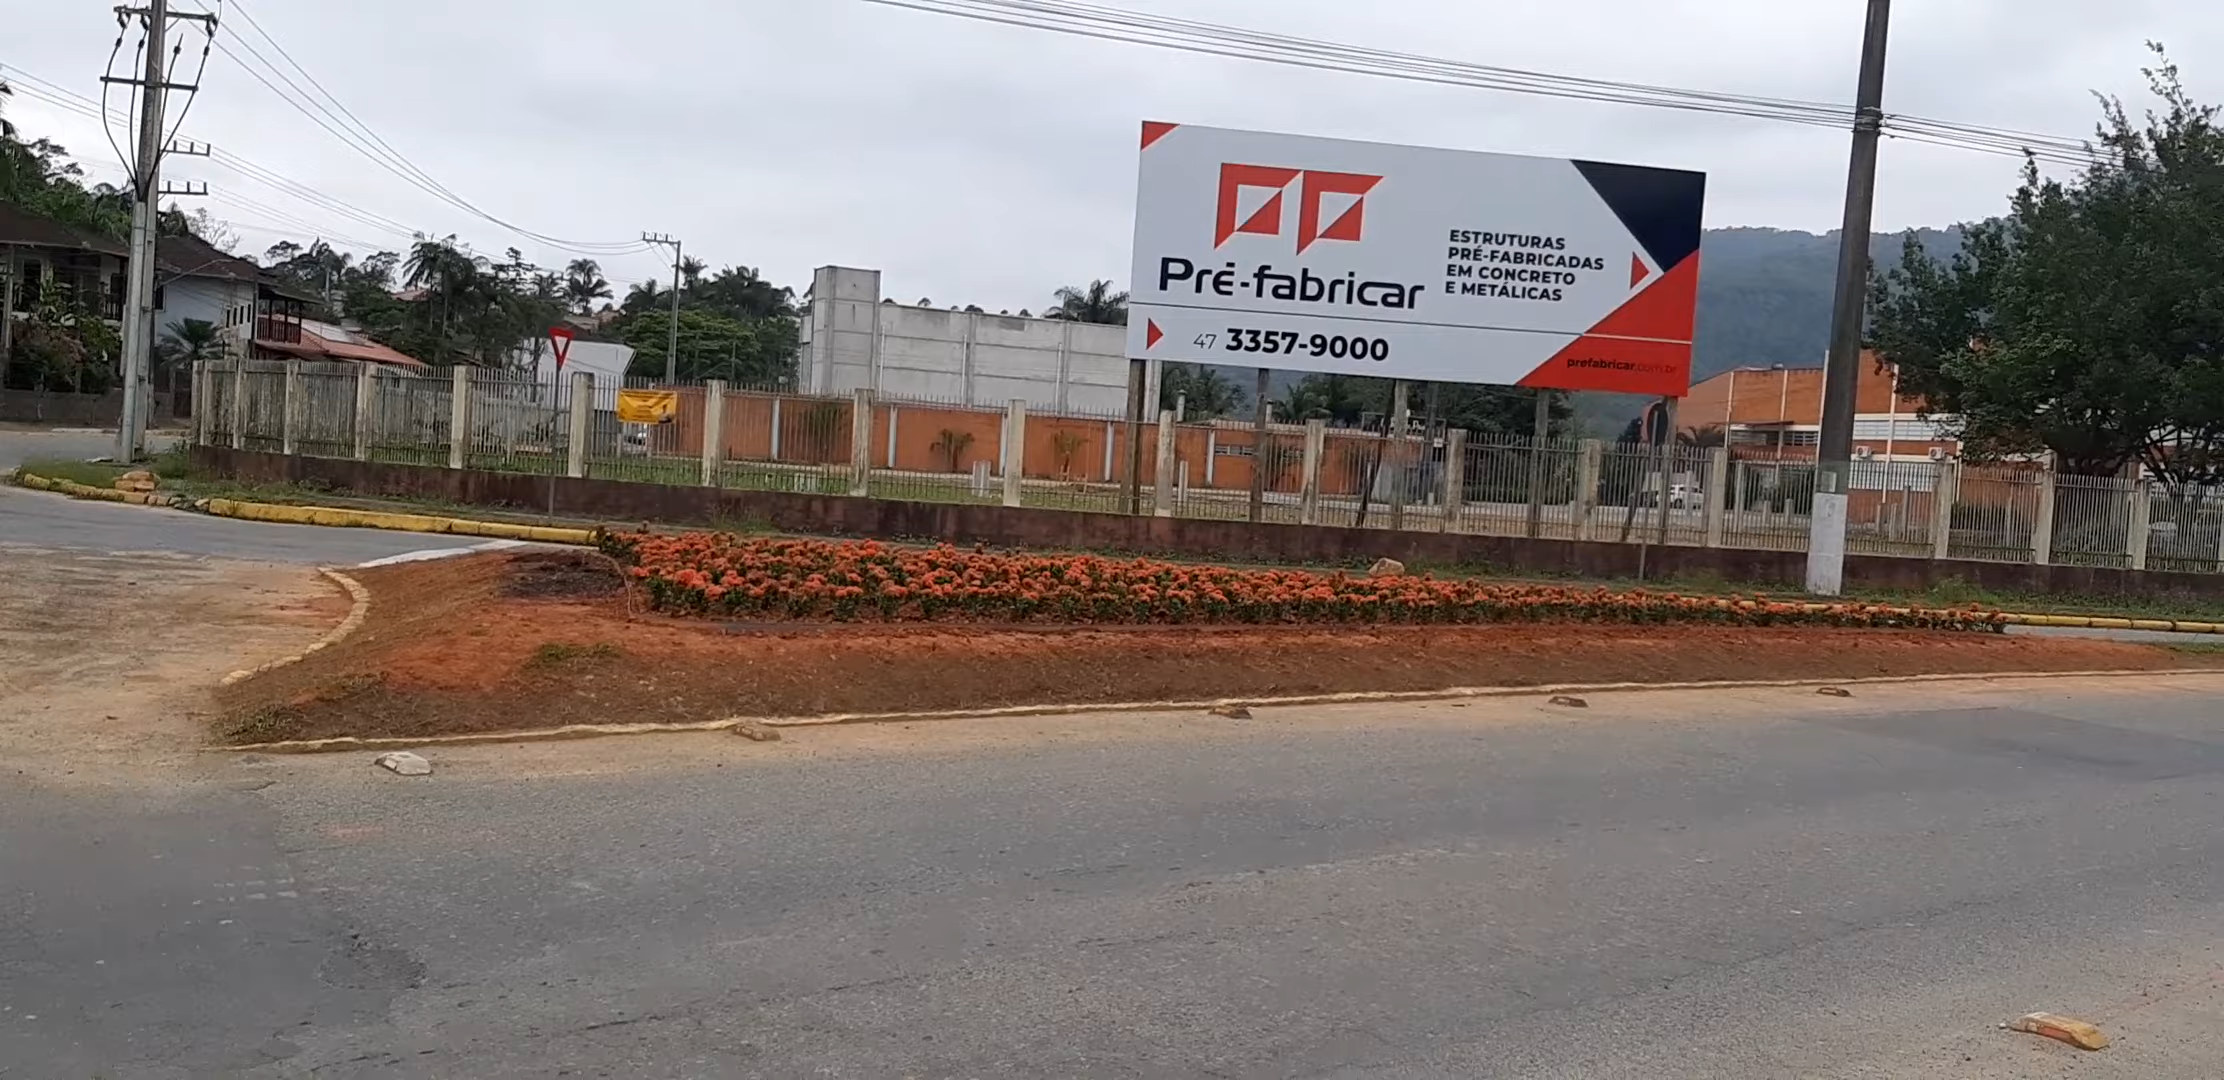 Pré-fabricar
ESTRUTURAS
PRÉ-FABRICADAS
EM CONCRETO
E METÁLICAS
47 3357-9000
prefabricar.com.br